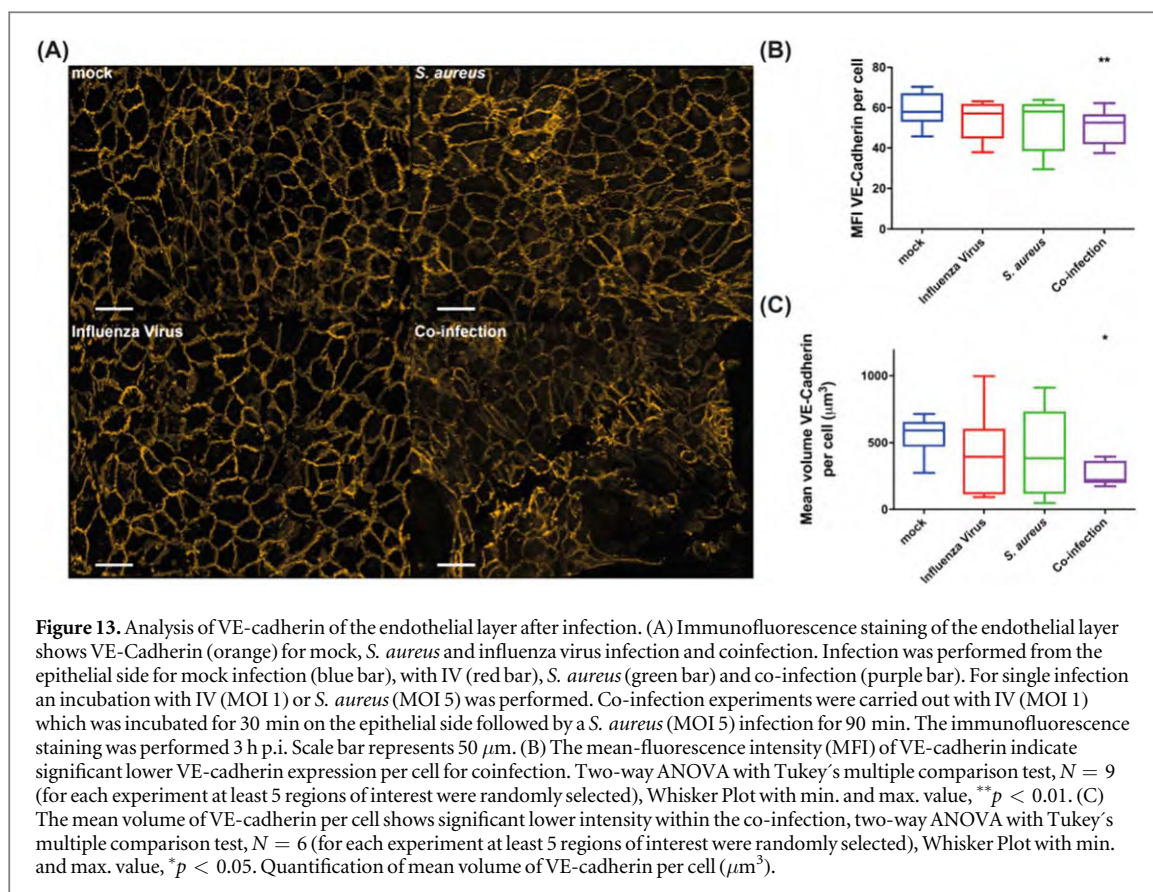 (A)
mock
S. aureus
Influenza Virus
Co-infection
(B)
**
MFI VE-Cadherin per cell
80
60
40
20
0
mock
Influenza Virus
S. aureus
Co-infection
(C)
*
Mean volume VE-Cadherin
per cell (μm³)
1000
500
0
mock
Influenza Virus
S. aureus
Co-infection
Figure 13. Analysis of VE-cadherin of the endothelial layer after infection. (A) Immunofluorescence staining of the endothelial layer
shows VE-Cadherin (orange) for mock, S. aureus and influenza virus infection and coinfection. Infection was performed from the
epithelial side for mock infection (blue bar), with IV (red bar), S. aureus (green bar) and co-infection (purple bar). For single infection
an incubation with IV (MOI 1) or S. aureus (MOI 5) was performed. Co-infection experiments were carried out with IV (MOI 1)
which was incubated for 30 min on the epithelial side followed by a S. aureus (MOI 5) infection for 90 min. The immunofluorescence
staining was performed 3 h p.i. Scale bar represents 50 μm. (B) The mean-fluorescence intensity (MFI) of VE-cadherin indicate
significant lower VE-cadherin expression per cell for coinfection. Two-way ANOVA with Tukey´s multiple comparison test, N = 9
(for each experiment at least 5 regions of interest were randomly selected), Whisker Plot with min. and max. value, **p < 0.01. (C)
The mean volume of VE-cadherin per cell shows significant lower intensity within the co-infection, two-way ANOVA with Tukey´s
multiple comparison test, N = 6 (for each experiment at least 5 regions of interest were randomly selected), Whisker Plot with min.
and max. value, *p < 0.05. Quantification of mean volume of VE-cadherin per cell (μm³).